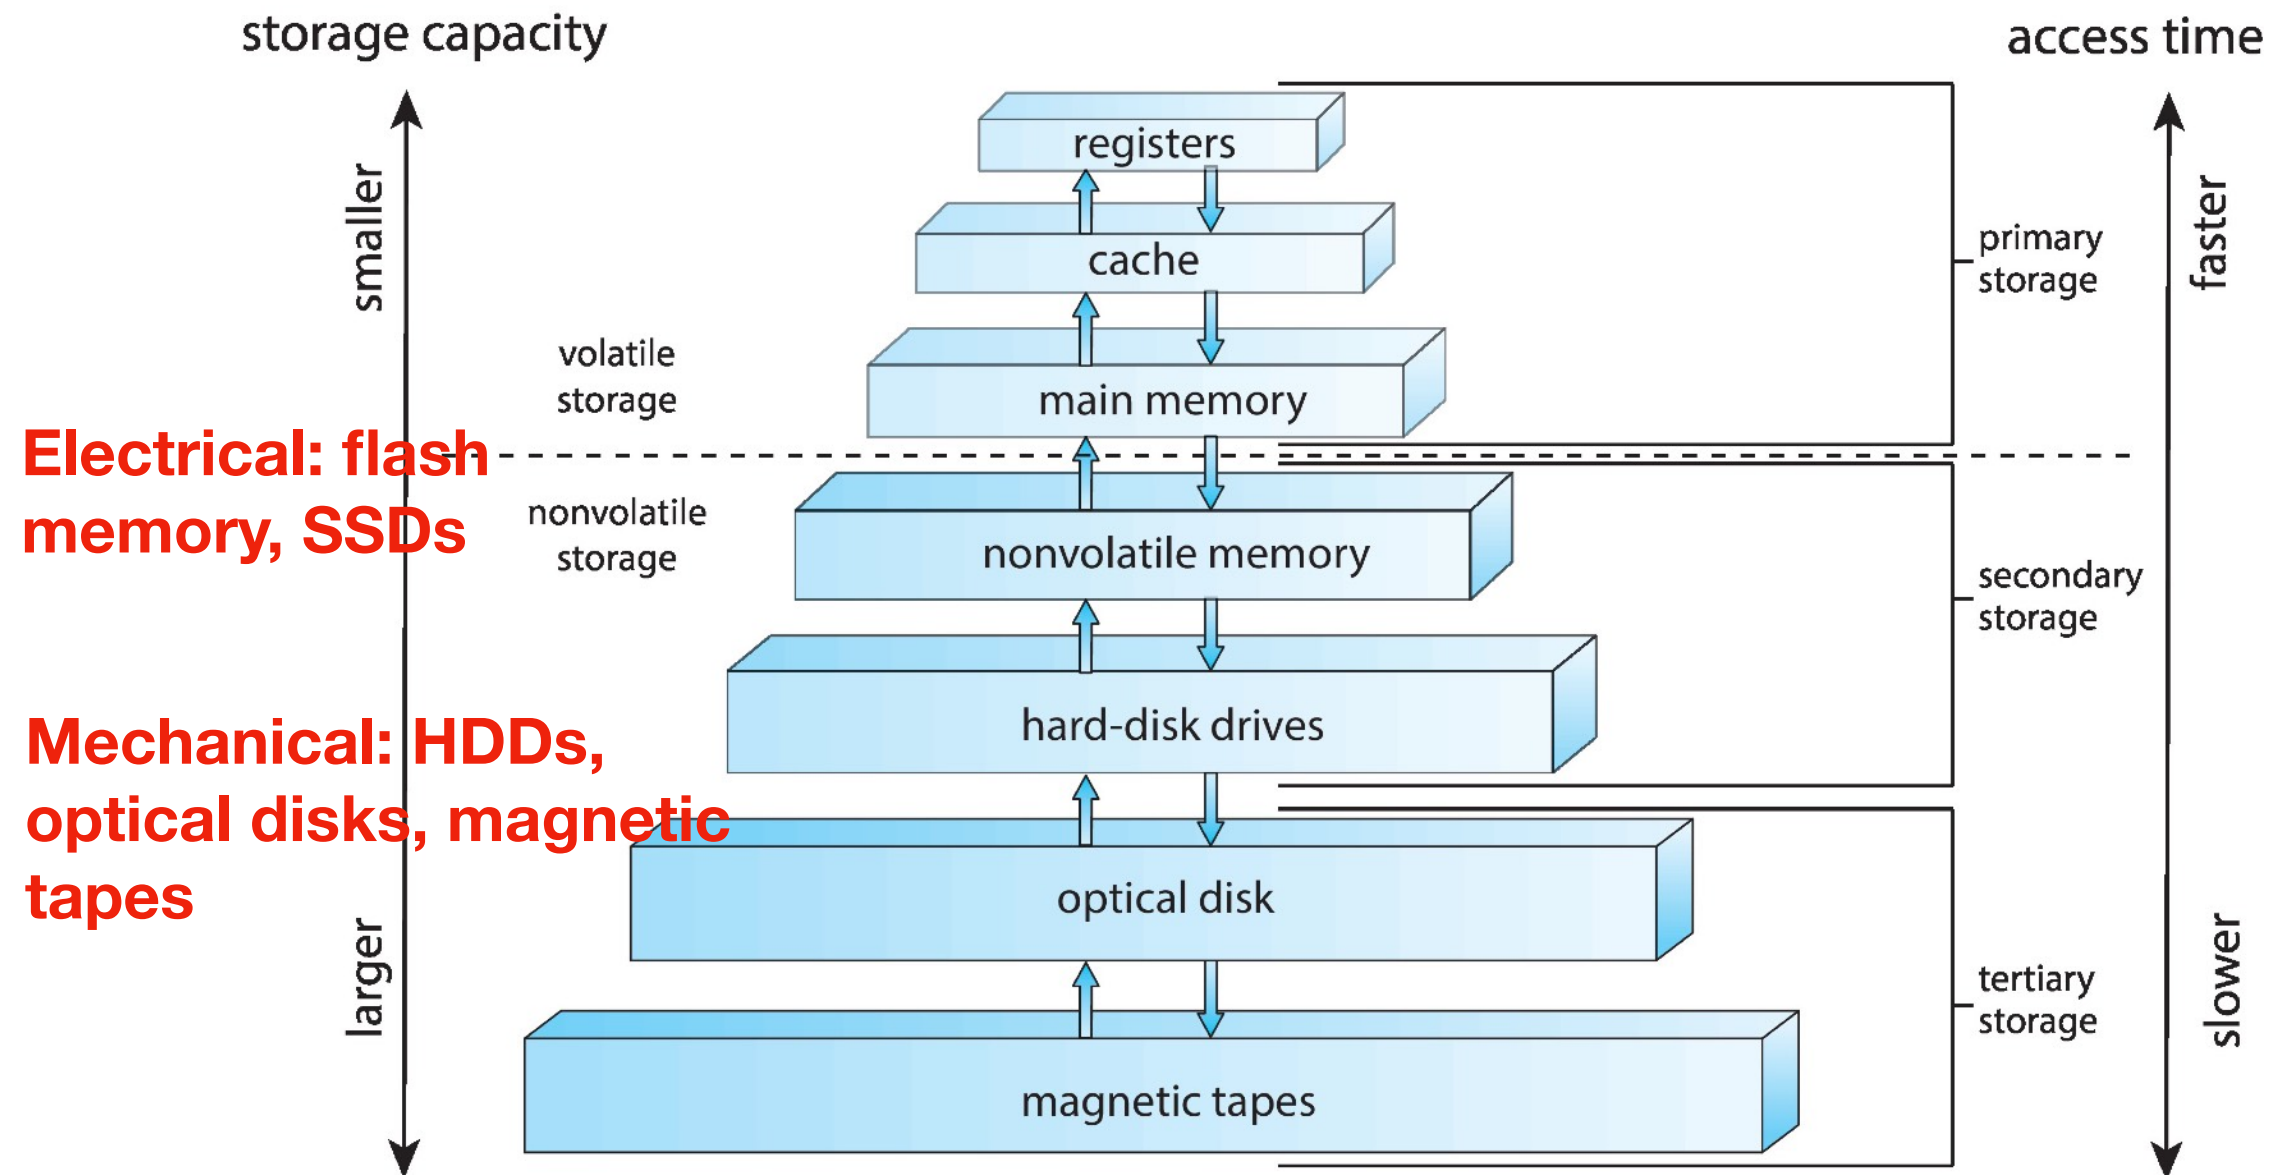 storage capacity
access time
registers
cache
main memory
smaller
faster
primary
storage
volatile
storage
Electrical: flash
memory, SSDs
nonvolatile
storage
nonvolatile memory
secondary
storage
hard-disk drives
Mechanical: HDDs,
optical disks, magnetic
tapes
optical disk
larger
slower
tertiary
storage
magnetic tapes